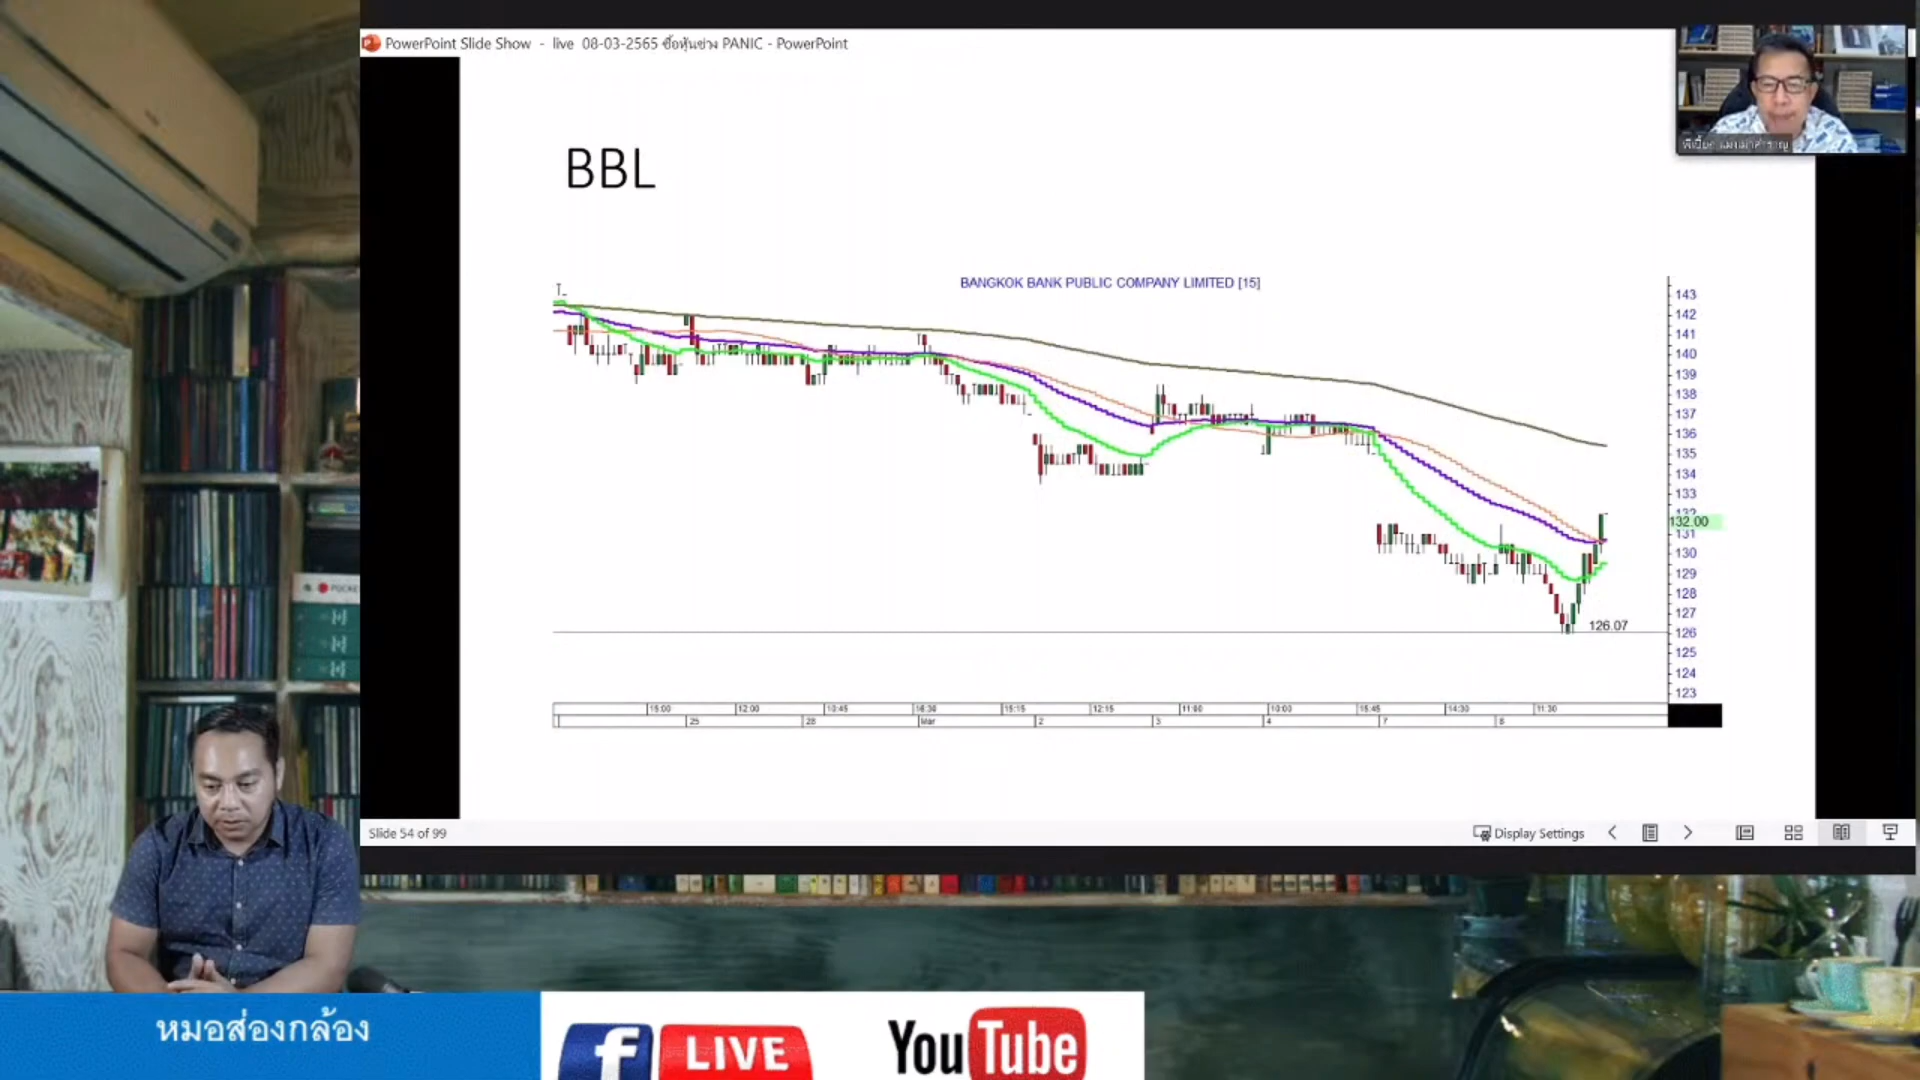 PowerPoint Slide Show - live 08-03-2565 ซื้อหุ้นช่วง PANIC - PowerPoint
BBL
BANGKOK BANK PUBLIC COMPANY LIMITED [15]
143
142
141
140
139
138
137
136
135
134
133
132
132.00
131
130
129
128
127
126.07
126
125
124
123
15:00 12:00 10:45 16:30 15:15 12:15 11:00 10:00 15:45 14:30 11:30
25 28 Mar 2 3 4 7 8
Slide 54 of 99
Display Settings
หมอส่องกล้อง
f LIVE
YouTube